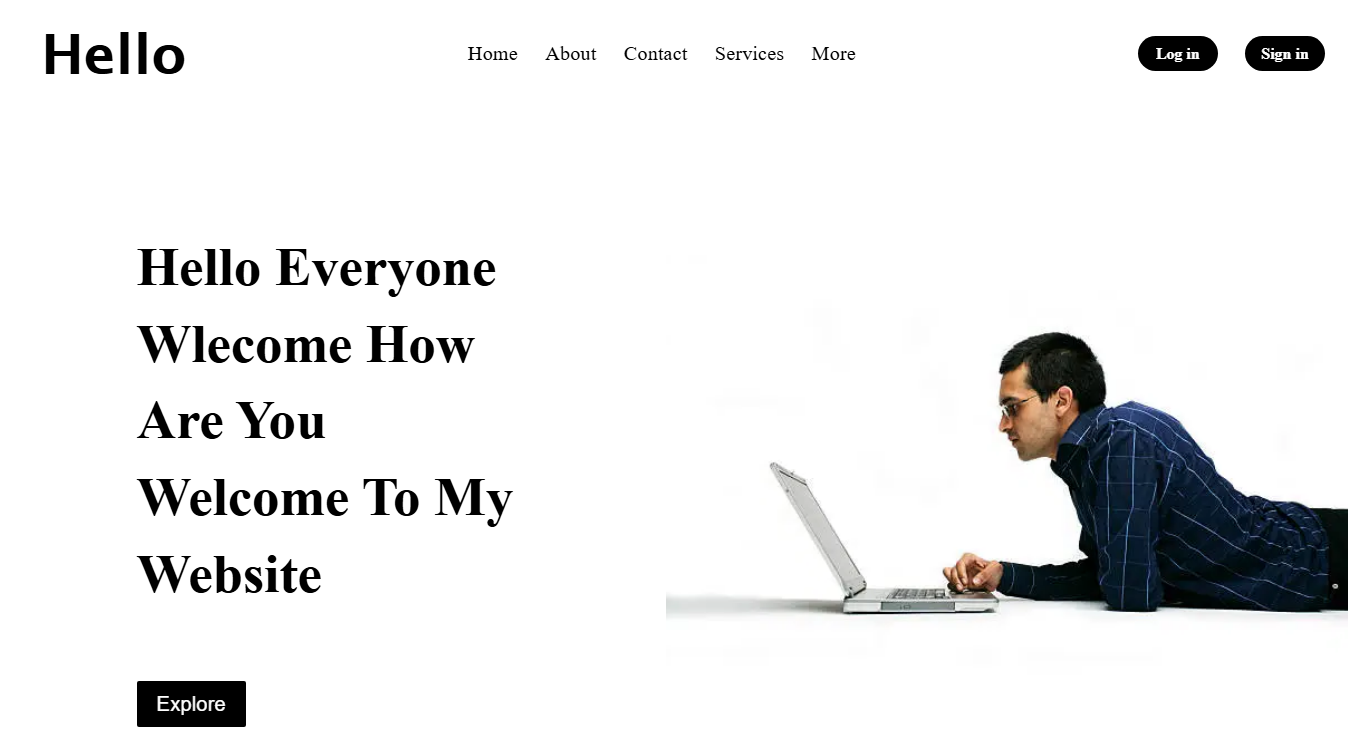 Hello
Home About Contact Services More
Log in Sign in
Hello Everyone
Wlecome How
Are You
Welcome To My
Website
Explore